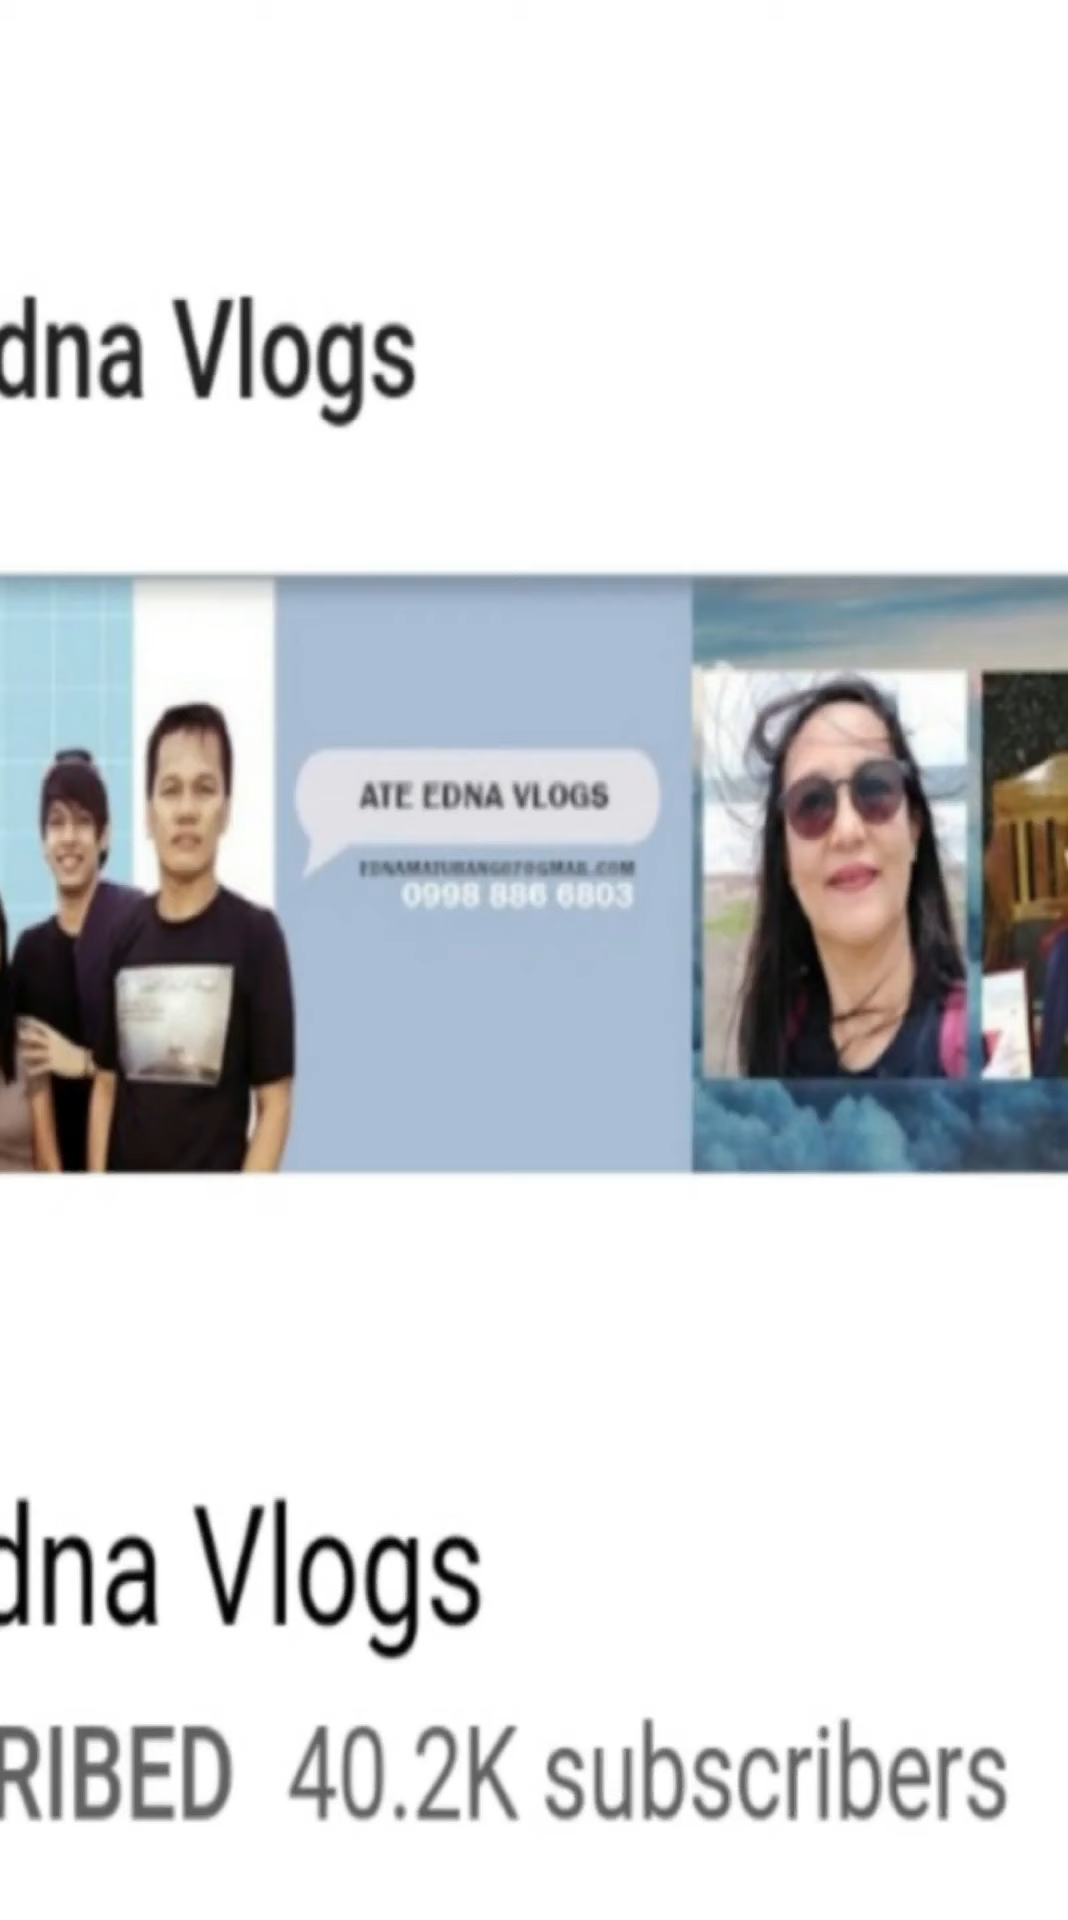 dna Vlogs
ATE EDNA VLOGS
0998 886 6803
dna Vlogs
RIBED 40.2K subscribers